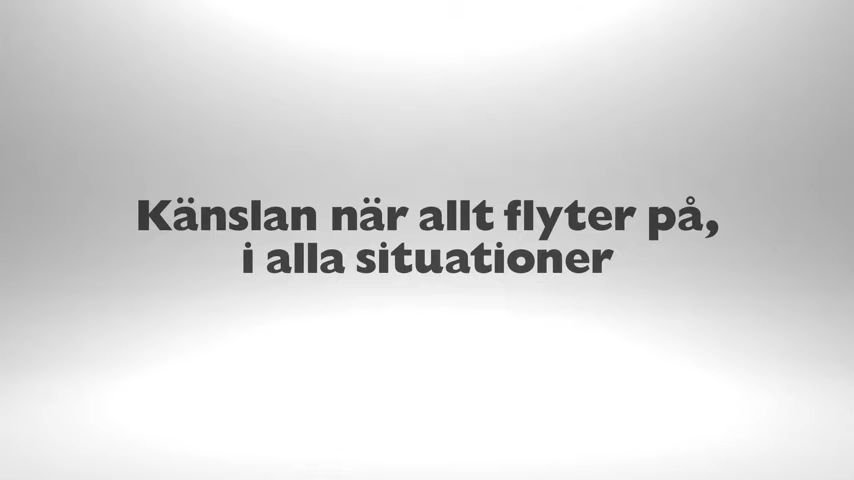 Känslan när allt flyter på,
i alla situationer